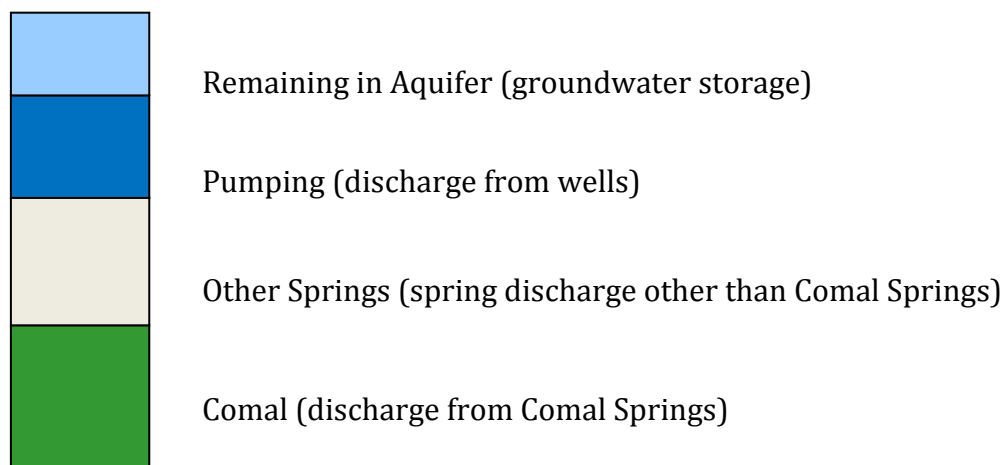 Remaining in Aquifer (groundwater storage)
Pumping (discharge from wells)
Other Springs (spring discharge other than Comal Springs)
Comal (discharge from Comal Springs)